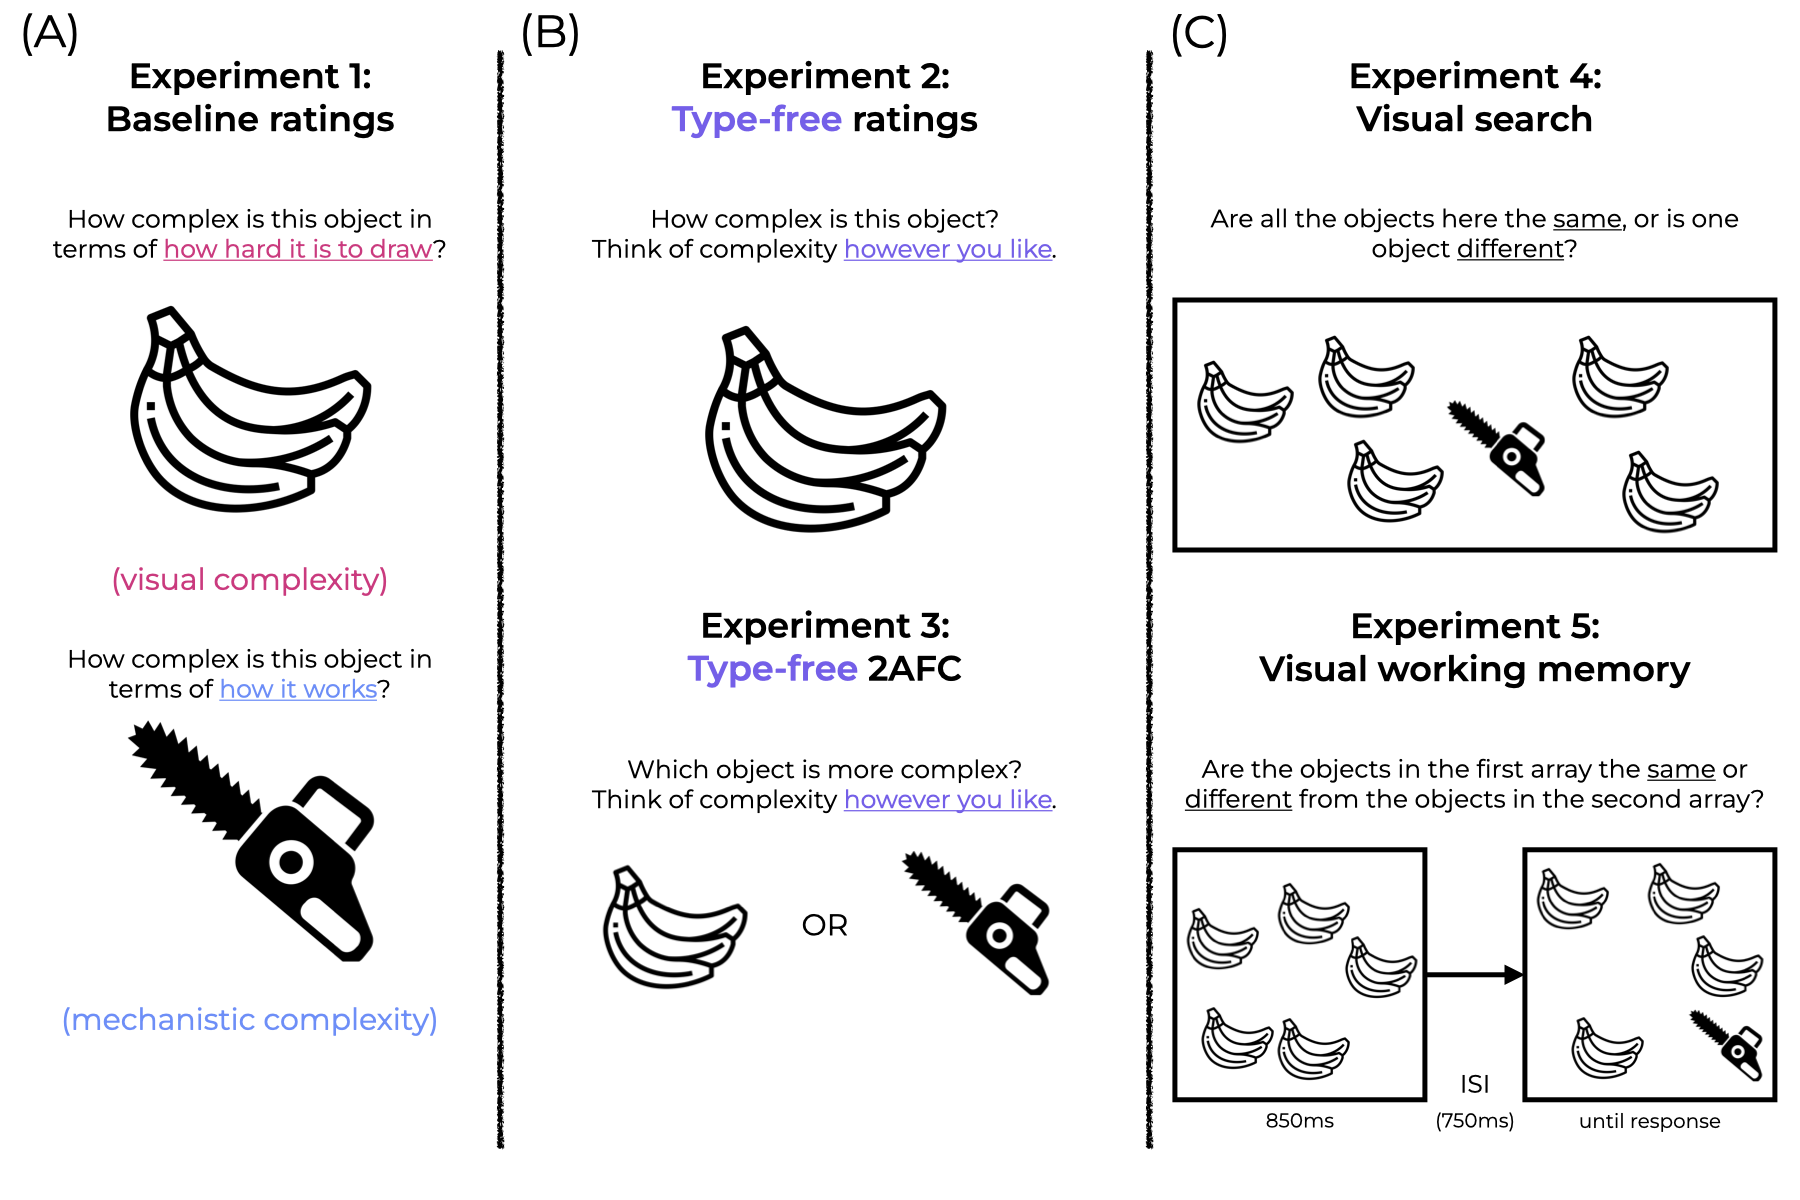 (A)
Experiment 1:
Baseline ratings
How complex is this object in
terms of how hard it is to draw?
(visual complexity)
How complex is this object in
terms of how it works?
(mechanistic complexity)
(B)
Experiment 2:
Type-free ratings
How complex is this object?
Think of complexity however you like.
Experiment 3:
Type-free 2AFC
Which object is more complex?
Think of complexity however you like.
OR
(C)
Experiment 4:
Visual search
Are all the objects here the same, or is one
object different?
Experiment 5:
Visual working memory
Are the objects in the first array the same or
different from the objects in the second array?
ISI
850ms
(750ms)
until response